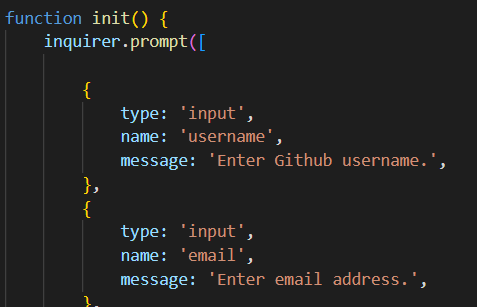 function init() {
inquirer.prompt([
{
type: 'input',
name: 'username',
message: 'Enter Github username.',
},
{
type: 'input',
name: 'email',
message: 'Enter email address.',
},